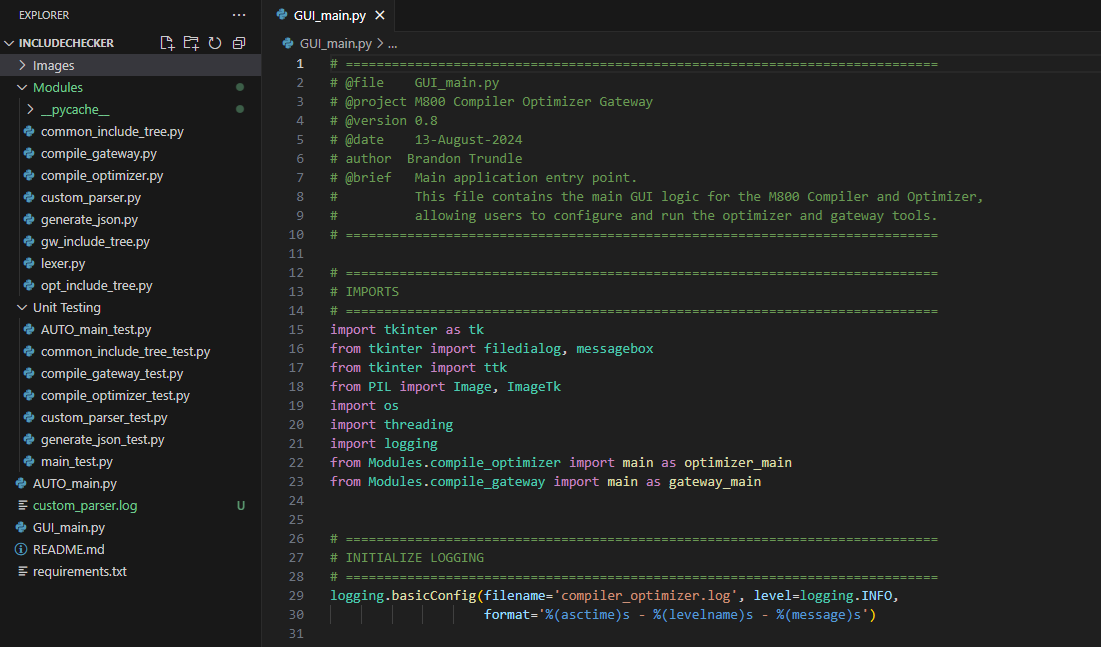 EXPLORER
INCLUDECHECKER
Images
Modules
__pycache__
common_include_tree.py
compile_gateway.py
compile_optimizer.py
custom_parser.py
generate_json.py
gw_include_tree.py
lexer.py
opt_include_tree.py
Unit Testing
AUTO_main_test.py
common_include_tree_test.py
compile_gateway_test.py
compile_optimizer_test.py
custom_parser_test.py
generate_json_test.py
main_test.py
AUTO_main.py
custom_parser.log U
GUI_main.py
README.md
requirements.txt
GUI_main.py
GUI_main.py > ...
1 # =============================================================================
2 # @file    GUI_main.py
3 # @project M800 Compiler Optimizer Gateway
4 # @version 0.8
5 # @date    13-August-2024
6 # author  Brandon Trundle
7 # @brief   Main application entry point.
8 #          This file contains the main GUI logic for the M800 Compiler and Optimizer,
9 #          allowing users to configure and run the optimizer and gateway tools.
10 # =============================================================================
11
12 # =============================================================================
13 # IMPORTS
14 # =============================================================================
15 import tkinter as tk
16 from tkinter import filedialog, messagebox
17 from tkinter import ttk
18 from PIL import Image, ImageTk
19 import os
20 import threading
21 import logging
22 from Modules.compile_optimizer import main as optimizer_main
23 from Modules.compile_gateway import main as gateway_main
24
25
26 # =============================================================================
27 # INITIALIZE LOGGING
28 # =============================================================================
29 logging.basicConfig(filename='compiler_optimizer.log', level=logging.INFO,
30                     format='%(asctime)s - %(levelname)s - %(message)s')
31